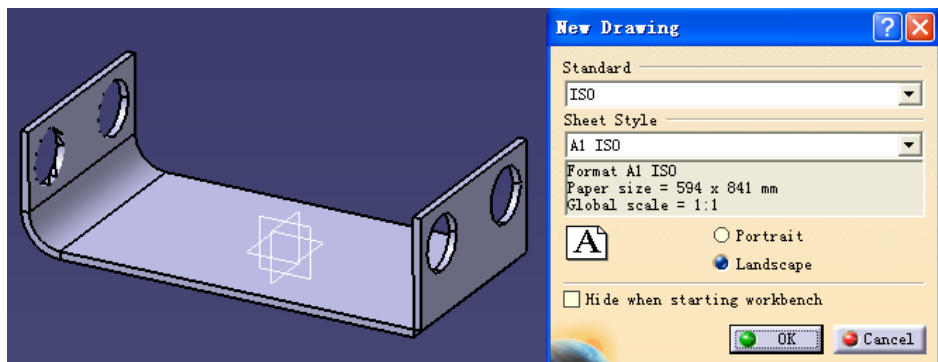 New Drawing
Standard
ISO
Sheet Style
A1 ISO
Format A1 ISO
Paper size = 594 x 841 mm
Global scale = 1:1
A
Portrait
Landscape
Hide when starting workbench
OK Cancel